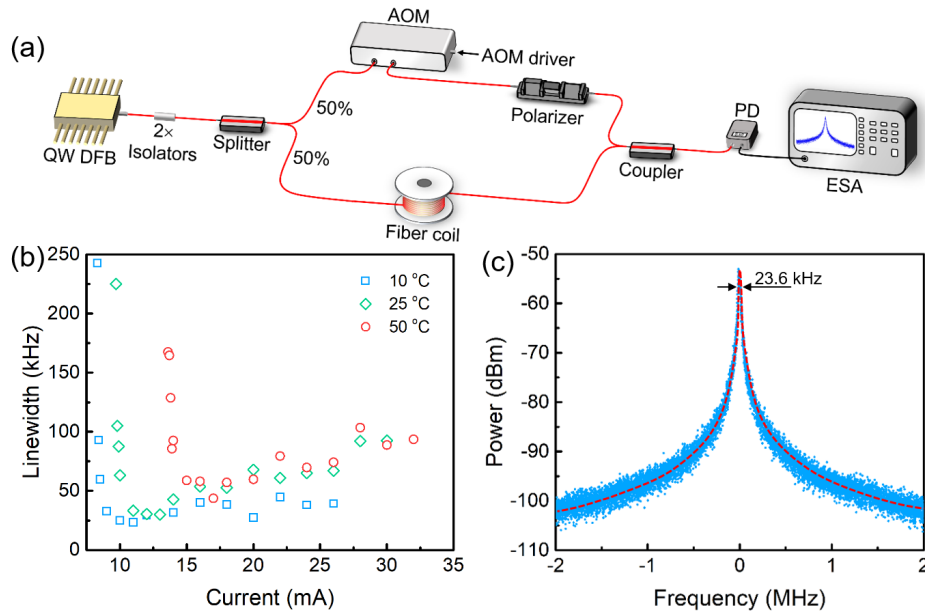 (a)
AOM
AOM driver
50%
2×
Isolators
Splitter
QW DFB
50%
Polarizer
PD
Coupler
ESA
Fiber coil
(b)
250
200
150
100
50
0
10 15 20 25 30 35
Linewidth (kHz)
Current (mA)
10 °C
25 °C
50 °C
(c)
-50
-60
-70
-80
-90
-100
-110
-2 -1 0 1 2
Power (dBm)
Frequency (MHz)
23.6 kHz